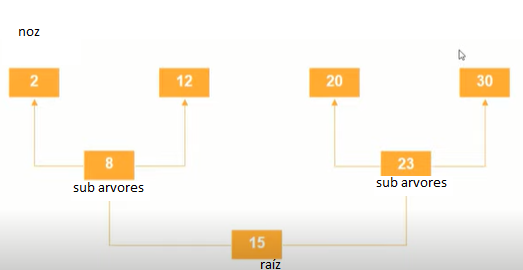 noz
2 12 20 30
8 23
sub arvores sub arvores
15
raíz